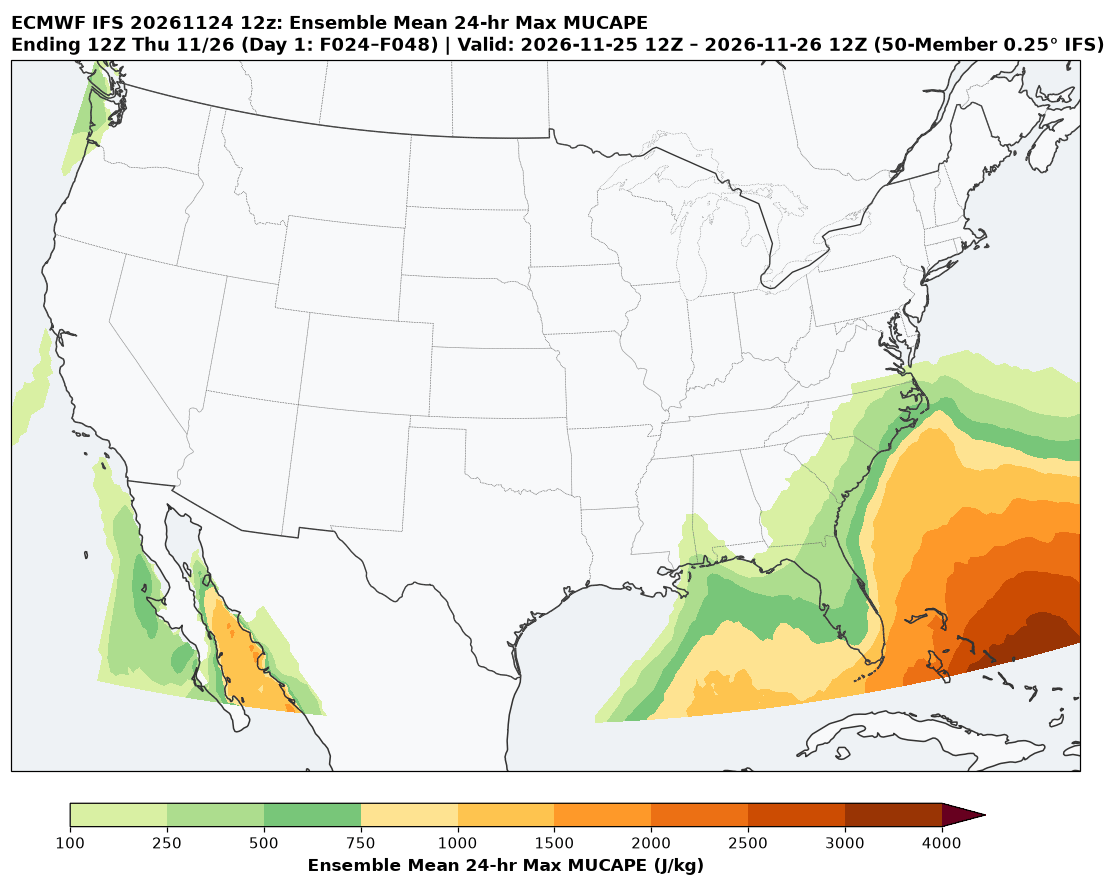 ECMWF IFS 20261124 12z: Ensemble Mean 24-hr Max MUCAPE
Ending 12Z Thu 11/26 (Day 1: F024–F048) | Valid: 2026-11-25 12Z – 2026-11-26 12Z (50-Member 0.25° IFS)
100 250 500 750 1000 1500 2000 2500 3000 4000
Ensemble Mean 24-hr Max MUCAPE (J/kg)